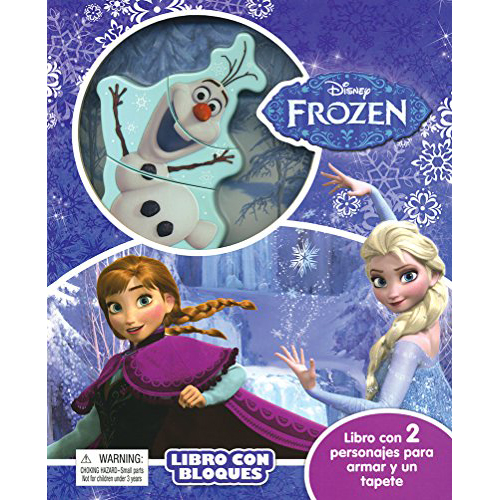 Disney
FROZEN
Libro con 2
personajes para
armar y un
tapete
LIBRO CON
BLOQUES
WARNING:
CHOKING HAZARD–Small parts
Not for children under 3 years